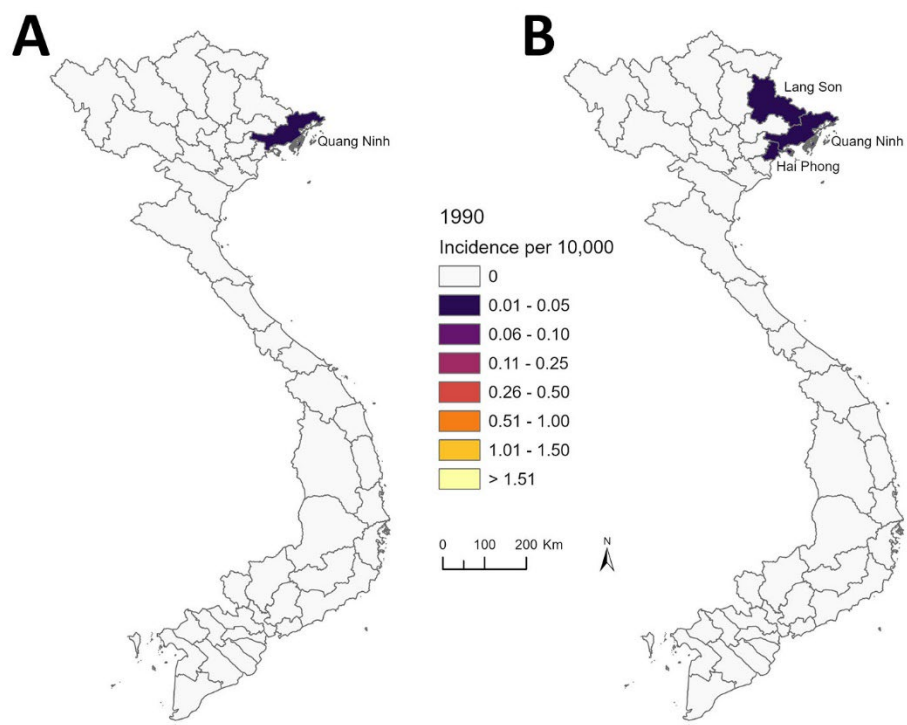 A
Quang Ninh
B
Lang Son
Quang Ninh
Hai Phong
1990
Incidence per 10,000
0
0.01 - 0.05
0.06 - 0.10
0.11 - 0.25
0.26 - 0.50
0.51 - 1.00
1.01 - 1.50
> 1.51
0 100 200 Km
N